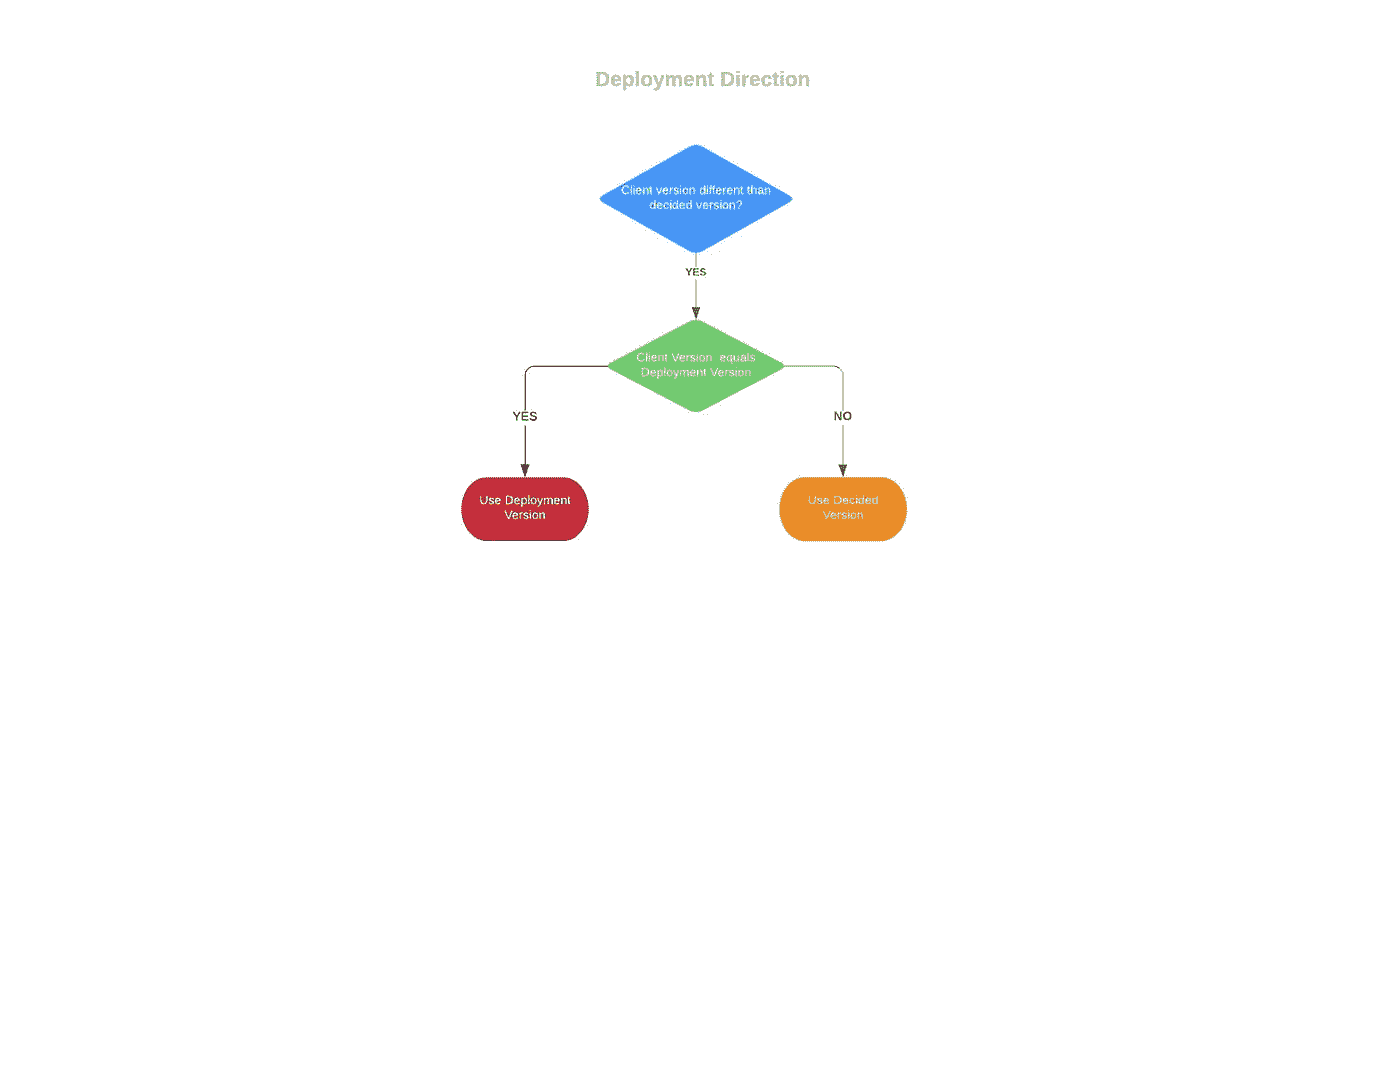 Deployment Direction
Client version different than
decided version?
YES
Client Version equals
Deployment Version
YES
NO
Use Deployment
Version
Use Decided
Version